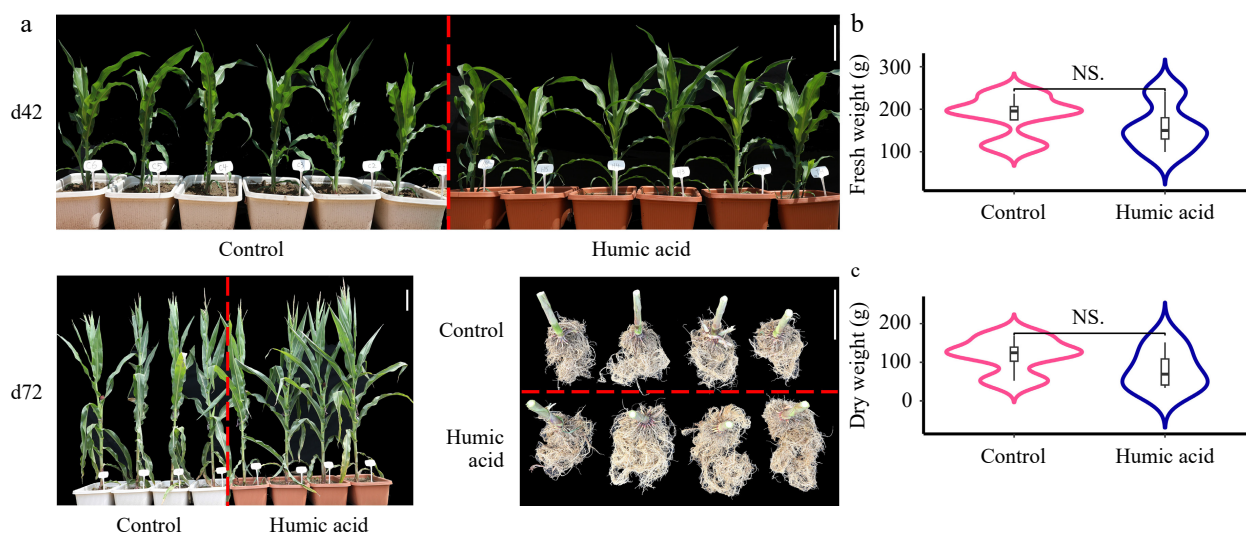 a
d42
Control
Humic acid
d72
Control
Humic acid
Control
Humic
acid
b
Fresh weight (g)
300
200
100
NS.
Control
Humic acid
c
Dry weight (g)
200
100
0
NS.
Control
Humic acid